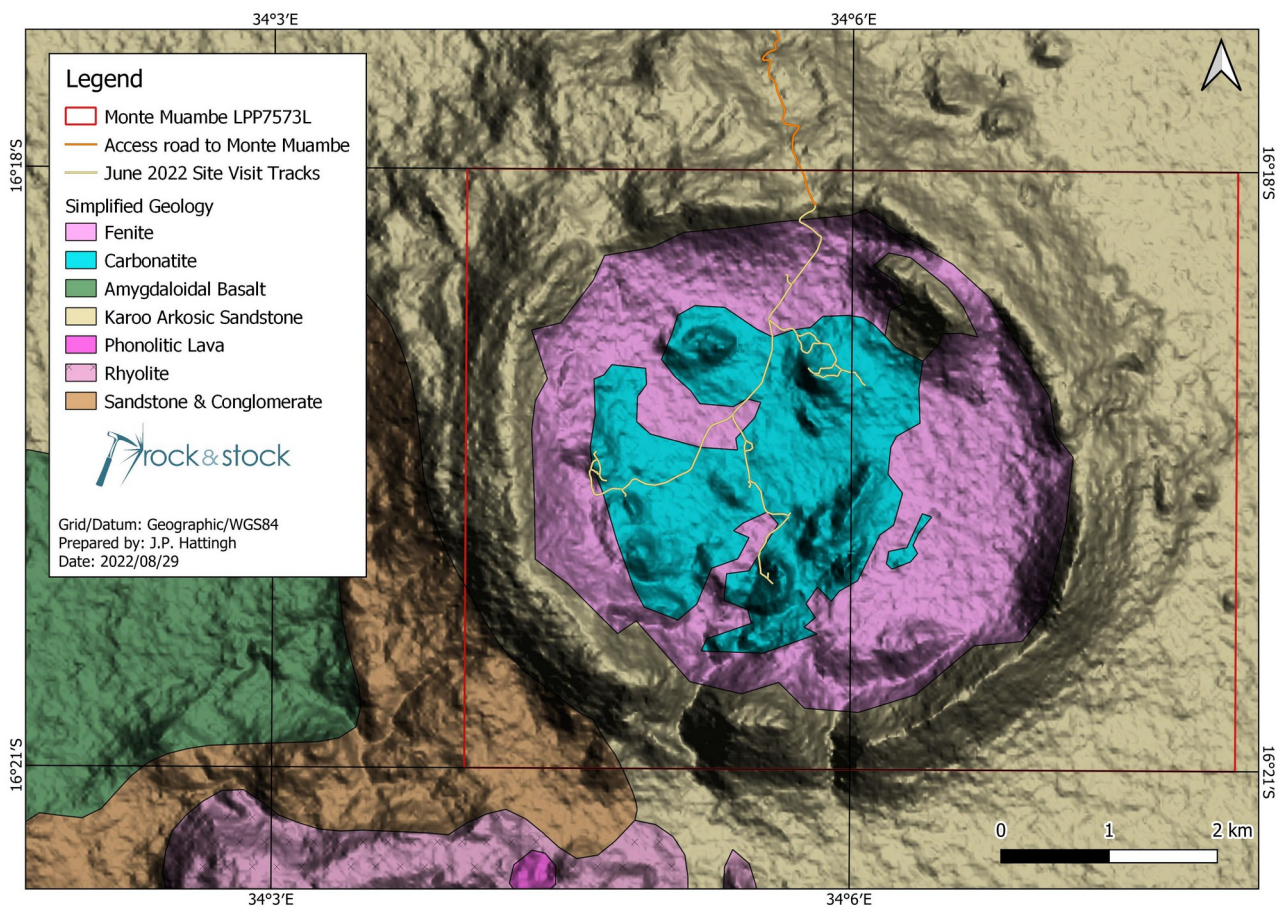 34°3′E
34°6′E
Legend
Monte Muambe LPP7573L
Access road to Monte Muambe
June 2022 Site Visit Tracks
Simplified Geology
Fenite
Carbonatite
Amygdaloidal Basalt
Karoo Arkosic Sandstone
Phonolitic Lava
Rhyolite
Sandstone & Conglomerate
rock&stock
Grid/Datum: Geographic/WGS84
Prepared by: J.P. Hattingh
Date: 2022/08/29
16°18′S
16°18′S
16°21′S
16°21′S
0 1 2 km
34°3′E
34°6′E